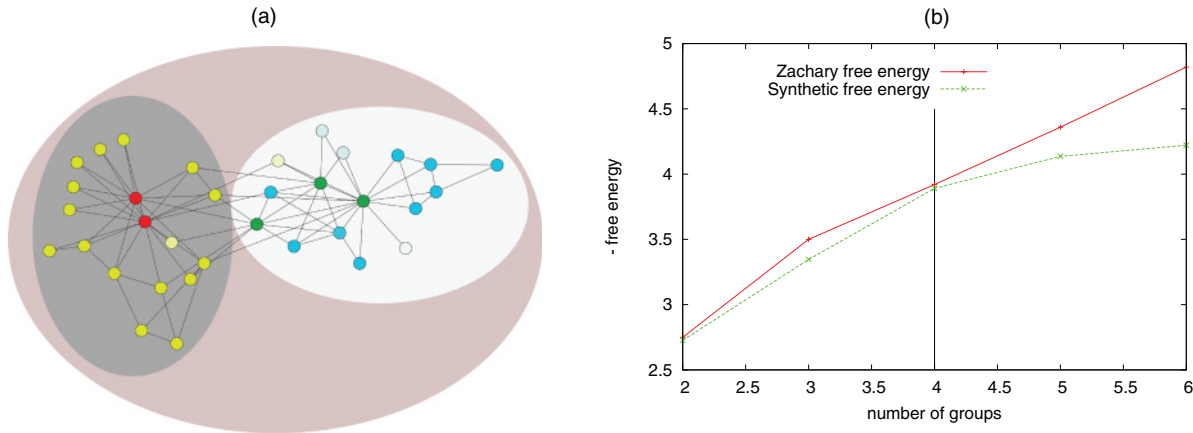 (a)
(b)
5
4.5
4
3.5
3
2.5
- free energy
Zachary free energy
Synthetic free energy
2 2.5 3 3.5 4 4.5 5 5.5 6
number of groups